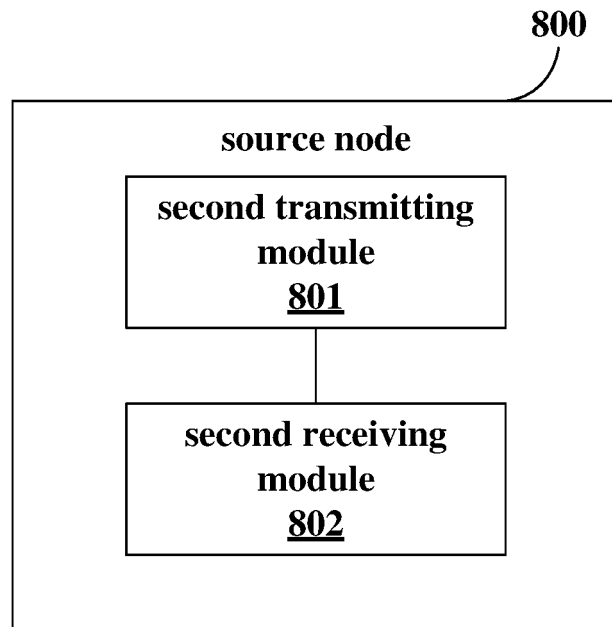 800
source node
second transmitting
module
801
second receiving
module
802